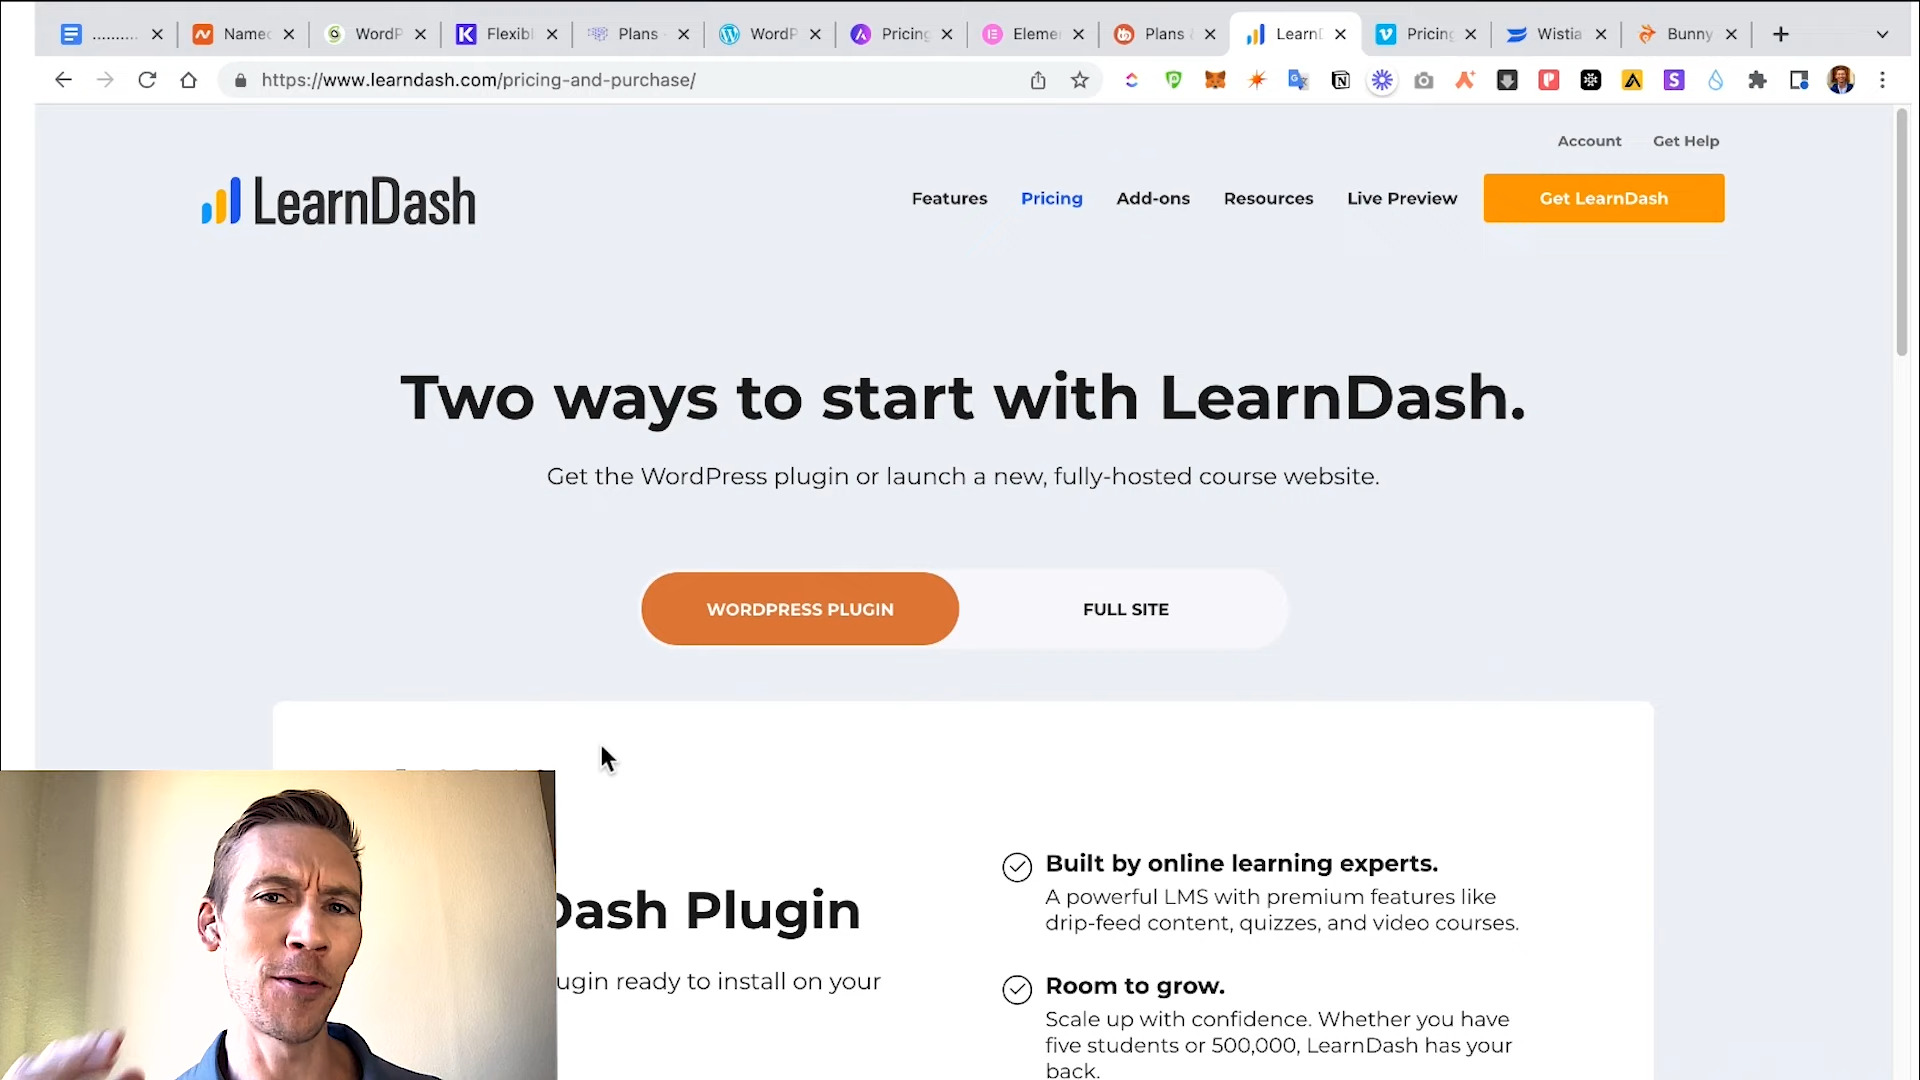 ..........
Namec
WordP
Flexibl
Plans
WordP
Pricing
Elemen
Plans &
LearnD
Pricing
Wistia
Bunny
https://www.learndash.com/pricing-and-purchase/
Account Get Help
LearnDash
Features Pricing Add-ons Resources Live Preview Get LearnDash
Two ways to start with LearnDash.
Get the WordPress plugin or launch a new, fully-hosted course website.
WORDPRESS PLUGIN FULL SITE
Dash Plugin
ugin ready to install on your
Built by online learning experts.
A powerful LMS with premium features like
drip-feed content, quizzes, and video courses.
Room to grow.
Scale up with confidence. Whether you have
five students or 500,000, LearnDash has your
back.